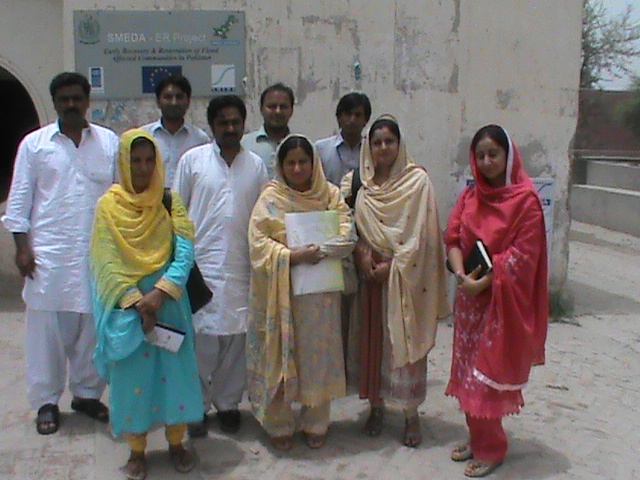 SMEDA - ER Project
Early Recovery & Restoration of Flood
Affected Communities in Pakistan